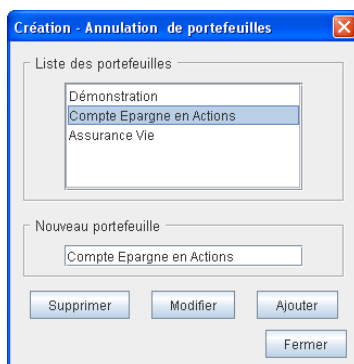 Création - Annulation de portefeuilles
Liste des portefeuilles
Démonstration
Compte Epargne en Actions
Assurance Vie
Nouveau portefeuille
Compte Epargne en Actions
Supprimer Modifier Ajouter
Fermer